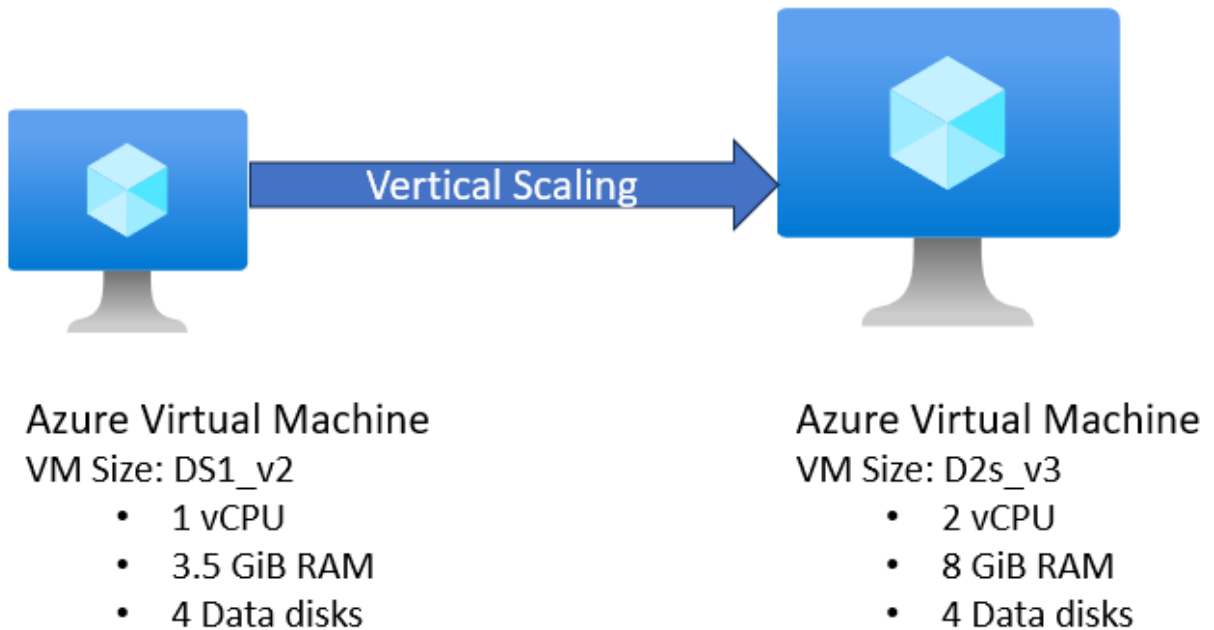 Vertical Scaling
Azure Virtual Machine
VM Size: DS1_v2
• 1 vCPU
• 3.5 GiB RAM
• 4 Data disks
Azure Virtual Machine
VM Size: D2s_v3
• 2 vCPU
• 8 GiB RAM
• 4 Data disks